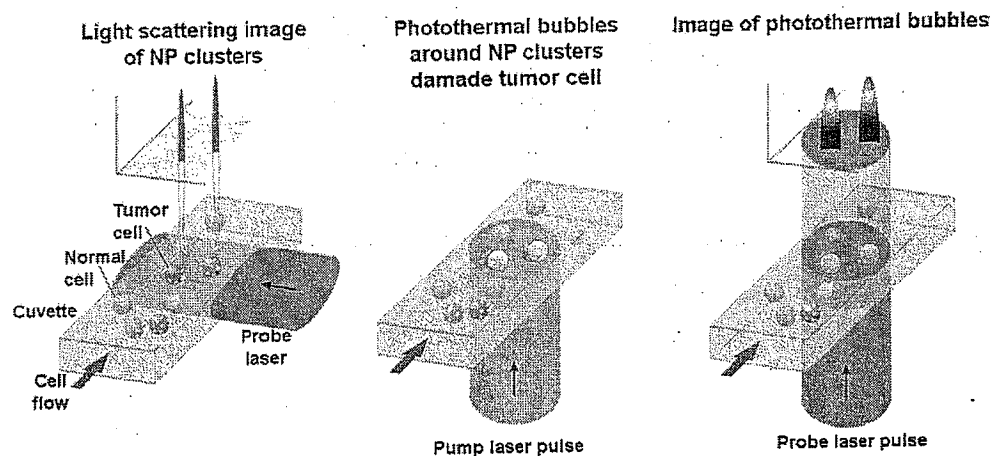 Light scattering image
of NP clusters
Photothermal bubbles
around NP clusters
damade tumor cell
Image of photothermal bubbles
Tumor
cell
Normal
cell
Cuvette
Probe
laser
Cell
flow
Pump laser pulse
Probe laser pulse